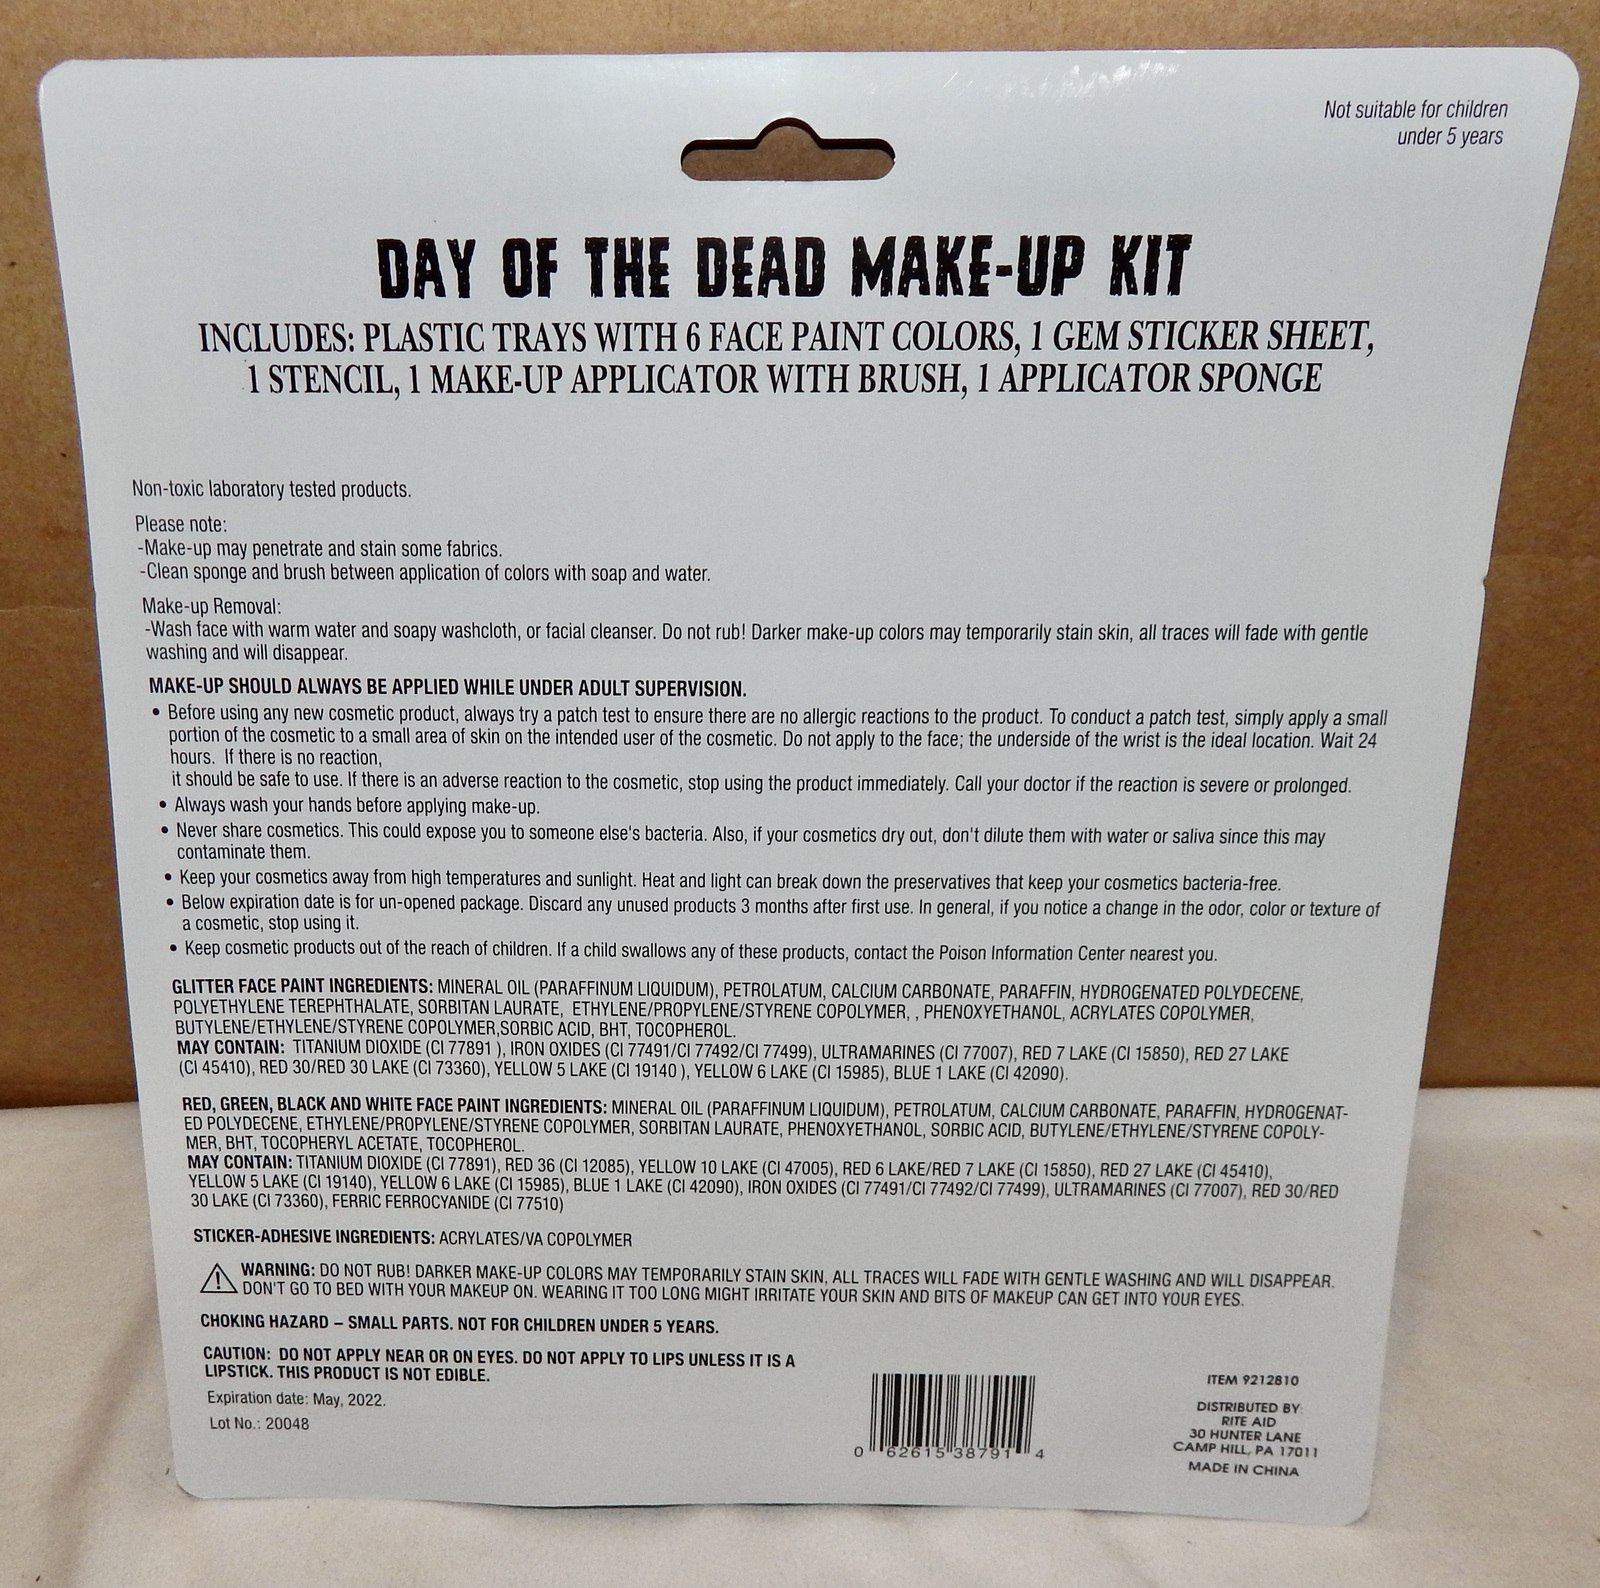 Not suitable for children
under 5 years
DAY OF THE DEAD MAKE-UP KIT
INCLUDES: PLASTIC TRAYS WITH 6 FACE PAINT COLORS, 1 GEM STICKER SHEET,
1 STENCIL, 1 MAKE-UP APPLICATOR WITH BRUSH, 1 APPLICATOR SPONGE
Non-toxic laboratory tested products.
Please note:
-Make-up may penetrate and stain some fabrics.
-Clean sponge and brush between application of colors with soap and water.
Make-up Removal:
-Wash face with warm water and soapy washcloth, or facial cleanser. Do not rub! Darker make-up colors may temporarily stain skin, all traces will fade with gentle
washing and will disappear.
MAKE-UP SHOULD ALWAYS BE APPLIED WHILE UNDER ADULT SUPERVISION.
• Before using any new cosmetic product, always try a patch test to ensure there are no allergic reactions to the product. To conduct a patch test, simply apply a small
portion of the cosmetic to a small area of skin on the intended user of the cosmetic. Do not apply to the face; the underside of the wrist is the ideal location. Wait 24
hours. If there is no reaction,
it should be safe to use. If there is an adverse reaction to the cosmetic, stop using the product immediately. Call your doctor if the reaction is severe or prolonged.
• Always wash your hands before applying make-up.
• Never share cosmetics. This could expose you to someone else's bacteria. Also, if your cosmetics dry out, don't dilute them with water or saliva since this may
contaminate them.
• Keep your cosmetics away from high temperatures and sunlight. Heat and light can break down the preservatives that keep your cosmetics bacteria-free.
• Below expiration date is for un-opened package. Discard any unused products 3 months after first use. In general, if you notice a change in the odor, color or texture of
a cosmetic, stop using it.
• Keep cosmetic products out of the reach of children. If a child swallows any of these products, contact the Poison Information Center nearest you.
GLITTER FACE PAINT INGREDIENTS: MINERAL OIL (PARAFFINUM LIQUIDUM), PETROLATUM, CALCIUM CARBONATE, PARAFFIN, HYDROGENATED POLYDECENE,
POLYETHYLENE TEREPHTHALATE, SORBITAN LAURATE, ETHYLENE/PROPYLENE/STYRENE COPOLYMER, , PHENOXYETHANOL, ACRYLATES COPOLYMER,
BUTYLENE/ETHYLENE/STYRENE COPOLYMER,SORBIC ACID, BHT, TOCOPHEROL.
MAY CONTAIN: TITANIUM DIOXIDE (CI 77891 ), IRON OXIDES (CI 77491/CI 77492/CI 77499), ULTRAMARINES (CI 77007), RED 7 LAKE (CI 15850), RED 27 LAKE
(CI 45410), RED 30/RED 30 LAKE (CI 73360), YELLOW 5 LAKE (CI 19140 ), YELLOW 6 LAKE (CI 15985), BLUE 1 LAKE (CI 42090).
RED, GREEN, BLACK AND WHITE FACE PAINT INGREDIENTS: MINERAL OIL (PARAFFINUM LIQUIDUM), PETROLATUM, CALCIUM CARBONATE, PARAFFIN, HYDROGENAT-
ED POLYDECENE, ETHYLENE/PROPYLENE/STYRENE COPOLYMER, SORBITAN LAURATE, PHENOXYETHANOL, SORBIC ACID, BUTYLENE/ETHYLENE/STYRENE COPOLY-
MER, BHT, TOCOPHERYL ACETATE, TOCOPHEROL.
MAY CONTAIN: TITANIUM DIOXIDE (CI 77891), RED 36 (CI 12085), YELLOW 10 LAKE (CI 47005), RED 6 LAKE/RED 7 LAKE (CI 15850), RED 27 LAKE (CI 45410),
YELLOW 5 LAKE (CI 19140), YELLOW 6 LAKE (CI 15985), BLUE 1 LAKE (CI 42090), IRON OXIDES (CI 77491/CI 77492/CI 77499), ULTRAMARINES (CI 77007), RED 30/RED
30 LAKE (CI 73360), FERRIC FERROCYANIDE (CI 77510)
STICKER-ADHESIVE INGREDIENTS: ACRYLATES/VA COPOLYMER
WARNING: DO NOT RUB! DARKER MAKE-UP COLORS MAY TEMPORARILY STAIN SKIN, ALL TRACES WILL FADE WITH GENTLE WASHING AND WILL DISAPPEAR.
DON'T GO TO BED WITH YOUR MAKEUP ON. WEARING IT TOO LONG MIGHT IRRITATE YOUR SKIN AND BITS OF MAKEUP CAN GET INTO YOUR EYES.
CHOKING HAZARD – SMALL PARTS. NOT FOR CHILDREN UNDER 5 YEARS.
CAUTION: DO NOT APPLY NEAR OR ON EYES. DO NOT APPLY TO LIPS UNLESS IT IS A
LIPSTICK. THIS PRODUCT IS NOT EDIBLE.
Expiration date: May, 2022.
Lot No.: 20048
0 62615 38791 4
ITEM 9212810
DISTRIBUTED BY:
RITE AID
30 HUNTER LANE
CAMP HILL, PA 17011
MADE IN CHINA